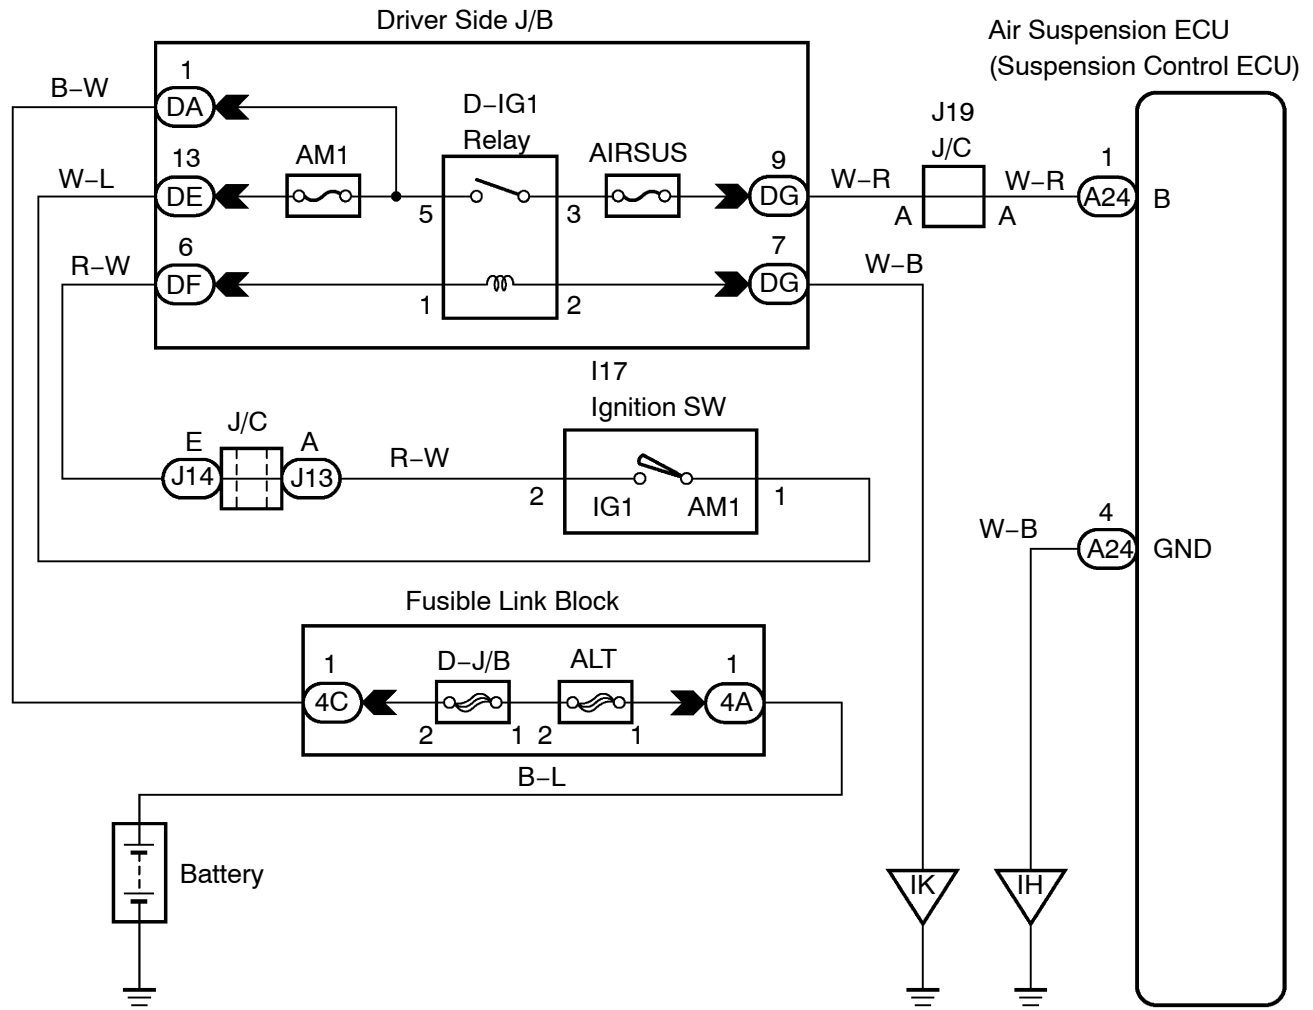 Driver Side J/B
Air Suspension ECU
(Suspension Control ECU)
B–W
1
DA
D–IG1
Relay
J19
J/C
W–L
13
DE
AM1
5
3
AIRSUS
9
DG
W–R
A
A
W–R
1
A24
B
R–W
6
DF
1
2
7
DG
W–B
I17
Ignition SW
J/C
E
J14
A
J13
R–W
2
IG1
AM1
1
W–B
4
A24
GND
Fusible Link Block
1
4C
D–J/B
2
1
ALT
2
1
1
4A
B–L
Battery
IK
IH